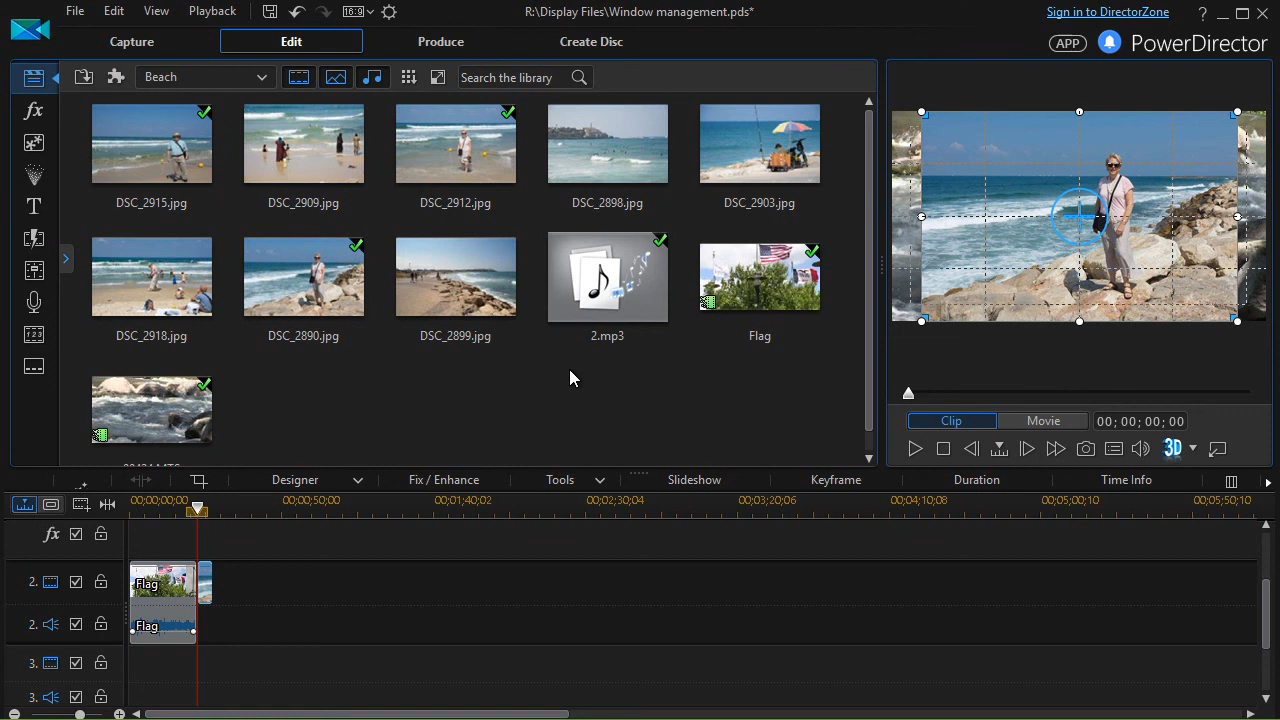 File Edit View Playback 16:9 R:\Display Files\Window management.pds* Sign in to DirectorZone ?
Capture Edit Produce Create Disc APP PowerDirector
Beach Search the library
fx
T
DSC_2915.jpg DSC_2909.jpg DSC_2912.jpg DSC_2898.jpg DSC_2903.jpg
DSC_2918.jpg DSC_2890.jpg DSC_2899.jpg 2.mp3 Flag
Clip Movie 00; 00; 00; 00
3D
Designer Fix / Enhance Tools Slideshow Keyframe Duration Time Info
00;00;00;00 00;00;50;00 00;01;40;02 00;02;30;04 00;03;20;06 00;04;10;08 00;05;00;10 00;05;50;10
fx
2. Flag
2. Flag
3.
3.